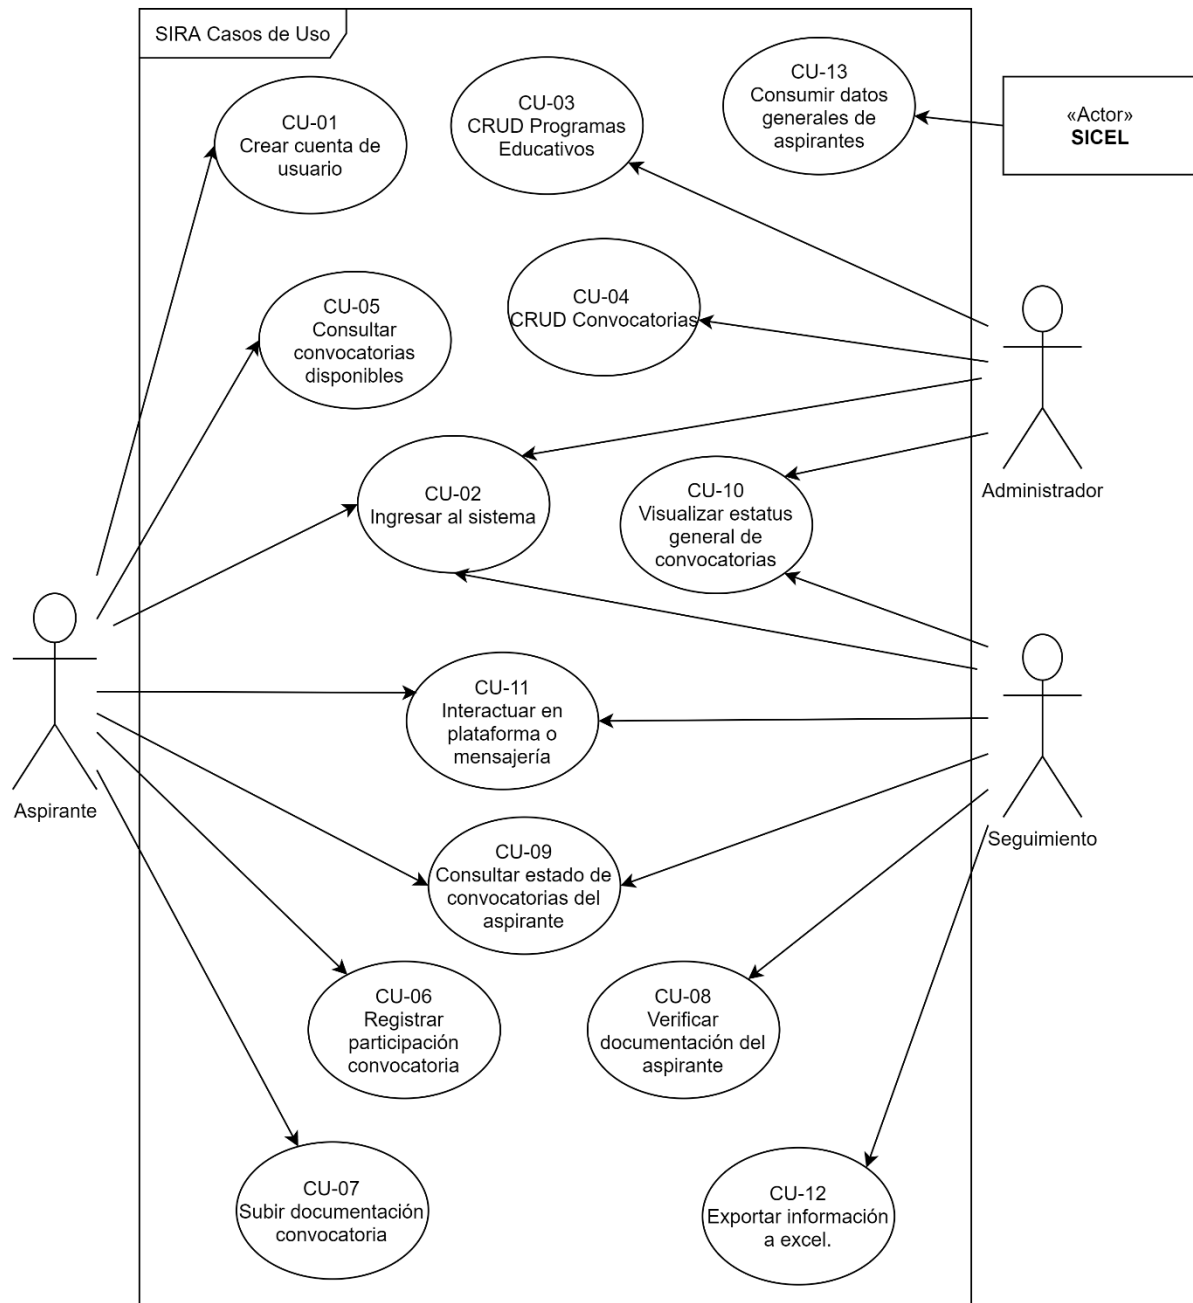 SIRA Casos de Uso
CU-01
Crear cuenta de
usuario
CU-03
CRUD Programas
Educativos
CU-13
Consumir datos
generales de
aspirantes
«Actor»
SICEL
CU-05
Consultar
convocatorias
disponibles
CU-04
CRUD Convocatorias
Administrador
CU-02
Ingresar al sistema
CU-10
Visualizar estatus
general de
convocatorias
CU-11
Interactuar en
plataforma o
mensajería
Aspirante
Seguimiento
CU-09
Consultar estado de
convocatorias del
aspirante
CU-06
Registrar
participación
convocatoria
CU-08
Verificar
documentación del
aspirante
CU-07
Subir documentación
convocatoria
CU-12
Exportar información
a excel.